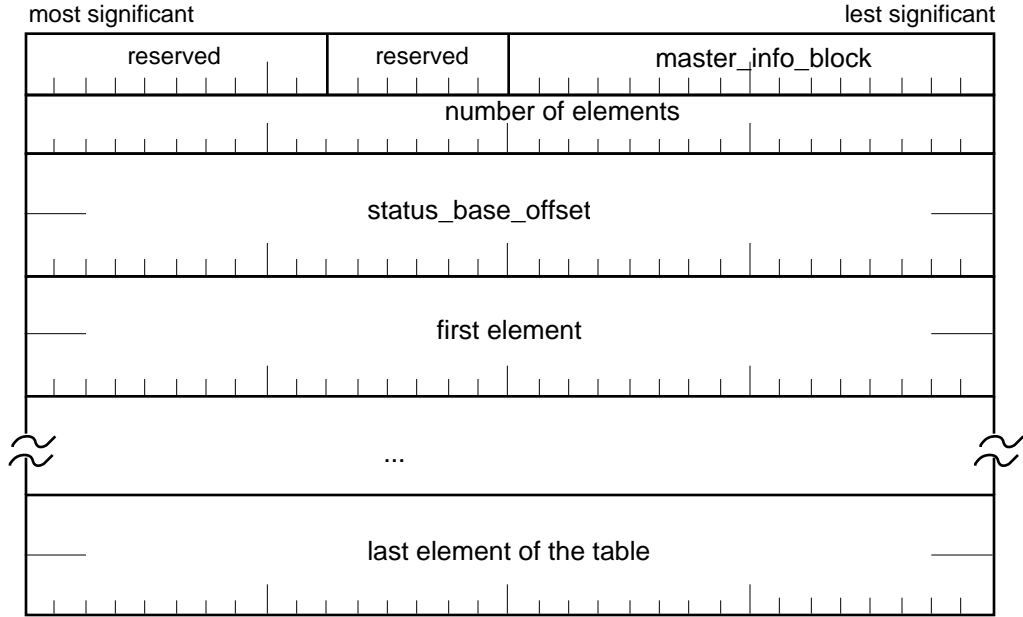 most significant lest significant
reserved reserved master_info_block
number of elements
status_base_offset
first element
...
last element of the table